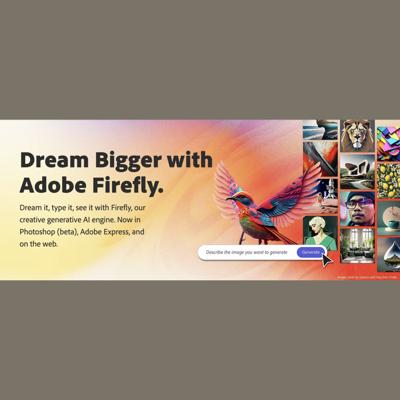 Dream Bigger with
Adobe Firefly.
Dream it, type it, see it with Firefly, our
creative generative AI engine. Now in
Photoshop (beta), Adobe Express, and
on the web.
Describe the image you want to generate
Generate